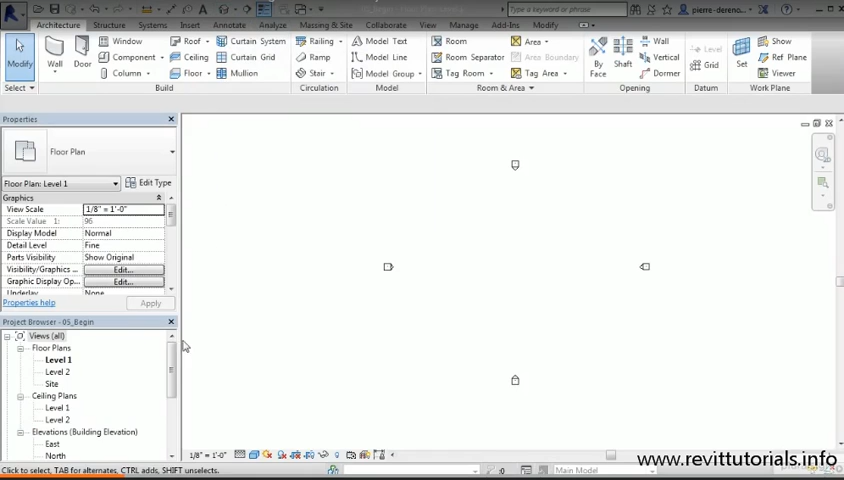 Type a keyword or phrase
pierre-dereno...
Architecture Structure Systems Insert Annotate Analyze Massing & Site Collaborate View Manage Add-Ins Modify
Modify Wall Door Window Component Column Roof Ceiling Floor Curtain System Curtain Grid Mullion Railing Ramp Stair Model Text Model Line Model Group Room Room Separator Tag Room Area Area Boundary Tag Area By Face Shaft Wall Vertical Dormer Level Grid Set Show Ref Plane Viewer
Select Build Circulation Model Room & Area Opening Datum Work Plane
Properties
Floor Plan
Floor Plan: Level 1 Edit Type
Graphics
View Scale 1/8" = 1'-0"
Scale Value 1: 96
Display Model Normal
Detail Level Fine
Parts Visibility Show Original
Visibility/Graphics ... Edit...
Graphic Display Op... Edit...
Underlay None
Properties help Apply
Project Browser - 05_Begin
Views (all)
Floor Plans
Level 1
Level 2
Site
Ceiling Plans
Level 1
Level 2
Elevations (Building Elevation)
East
North
1/8" = 1'-0"
www.revittutorials.info
Click to select, TAB for alternates, CTRL adds, SHIFT unselects. :0 Main Model